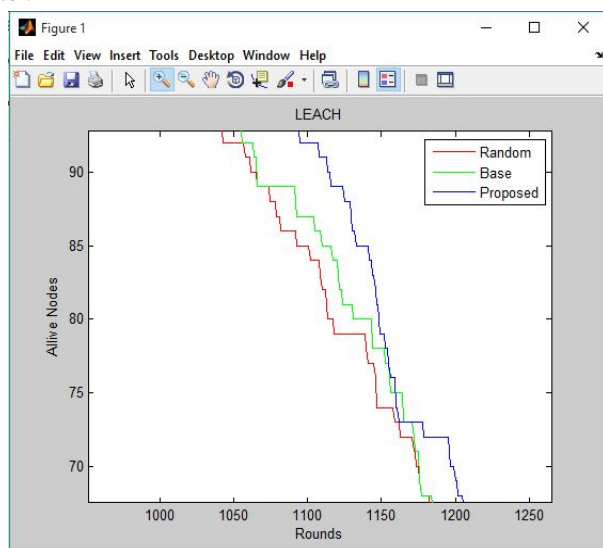 Figure 1
File Edit View Insert Tools Desktop Window Help
LEACH
Random
Base
Proposed
90
85
80
75
70
Allive Nodes
1000 1050 1100 1150 1200 1250
Rounds